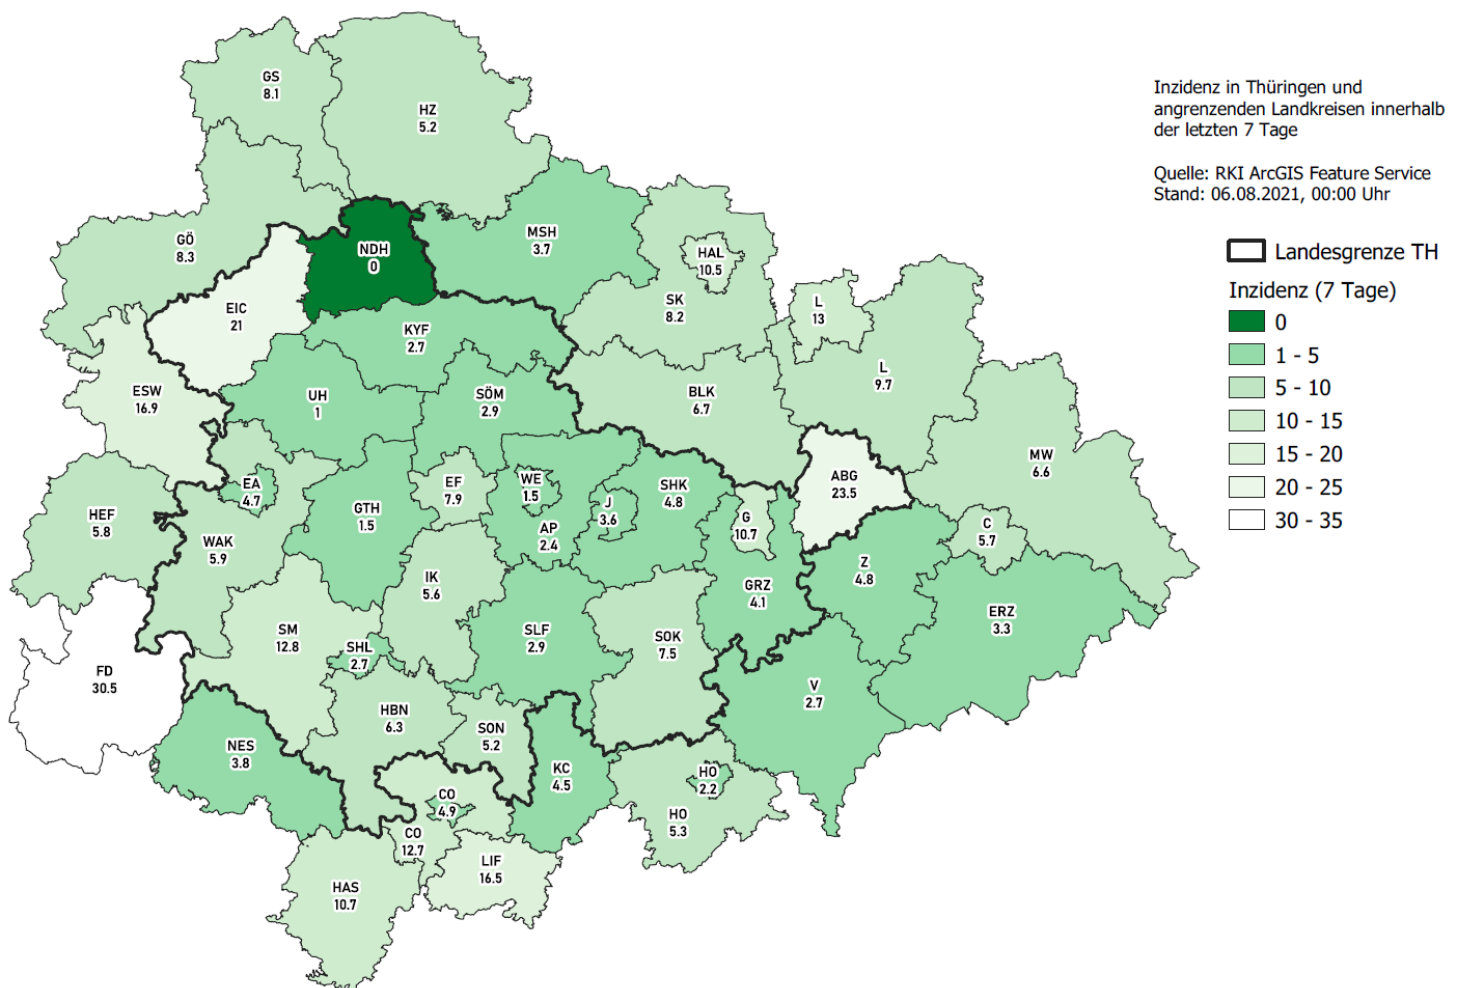 GS
8.1
HZ
5.2
Inzidenz in Thüringen und
angrenzenden Landkreisen innerhalb
der letzten 7 Tage
Quelle: RKI ArcGIS Feature Service
Stand: 06.08.2021, 00:00 Uhr
Landesgrenze TH
Inzidenz (7 Tage)
0
1 - 5
5 - 10
10 - 15
15 - 20
20 - 25
30 - 35
GÖ
8.3
NDH
0
MSH
3.7
HAL
10.5
EIC
21
KYF
2.7
SK
8.2
L
13
L
9.7
ESW
16.9
UH
1
SÖM
2.9
BLK
6.7
MW
6.6
HEF
5.8
EA
4.7
GTH
1.5
EF
7.9
WE
1.5
AP
2.4
J
3.6
SHK
4.8
G
10.7
ABG
23.5
C
5.7
WAK
5.9
IK
5.6
GRZ
4.1
Z
4.8
ERZ
3.3
FD
30.5
SM
12.8
SHL
2.7
SLF
2.9
SOK
7.5
V
2.7
NES
3.8
HBN
6.3
SON
5.2
KC
4.5
HO
2.2
HO
5.3
CO
4.9
CO
12.7
LIF
16.5
HAS
10.7